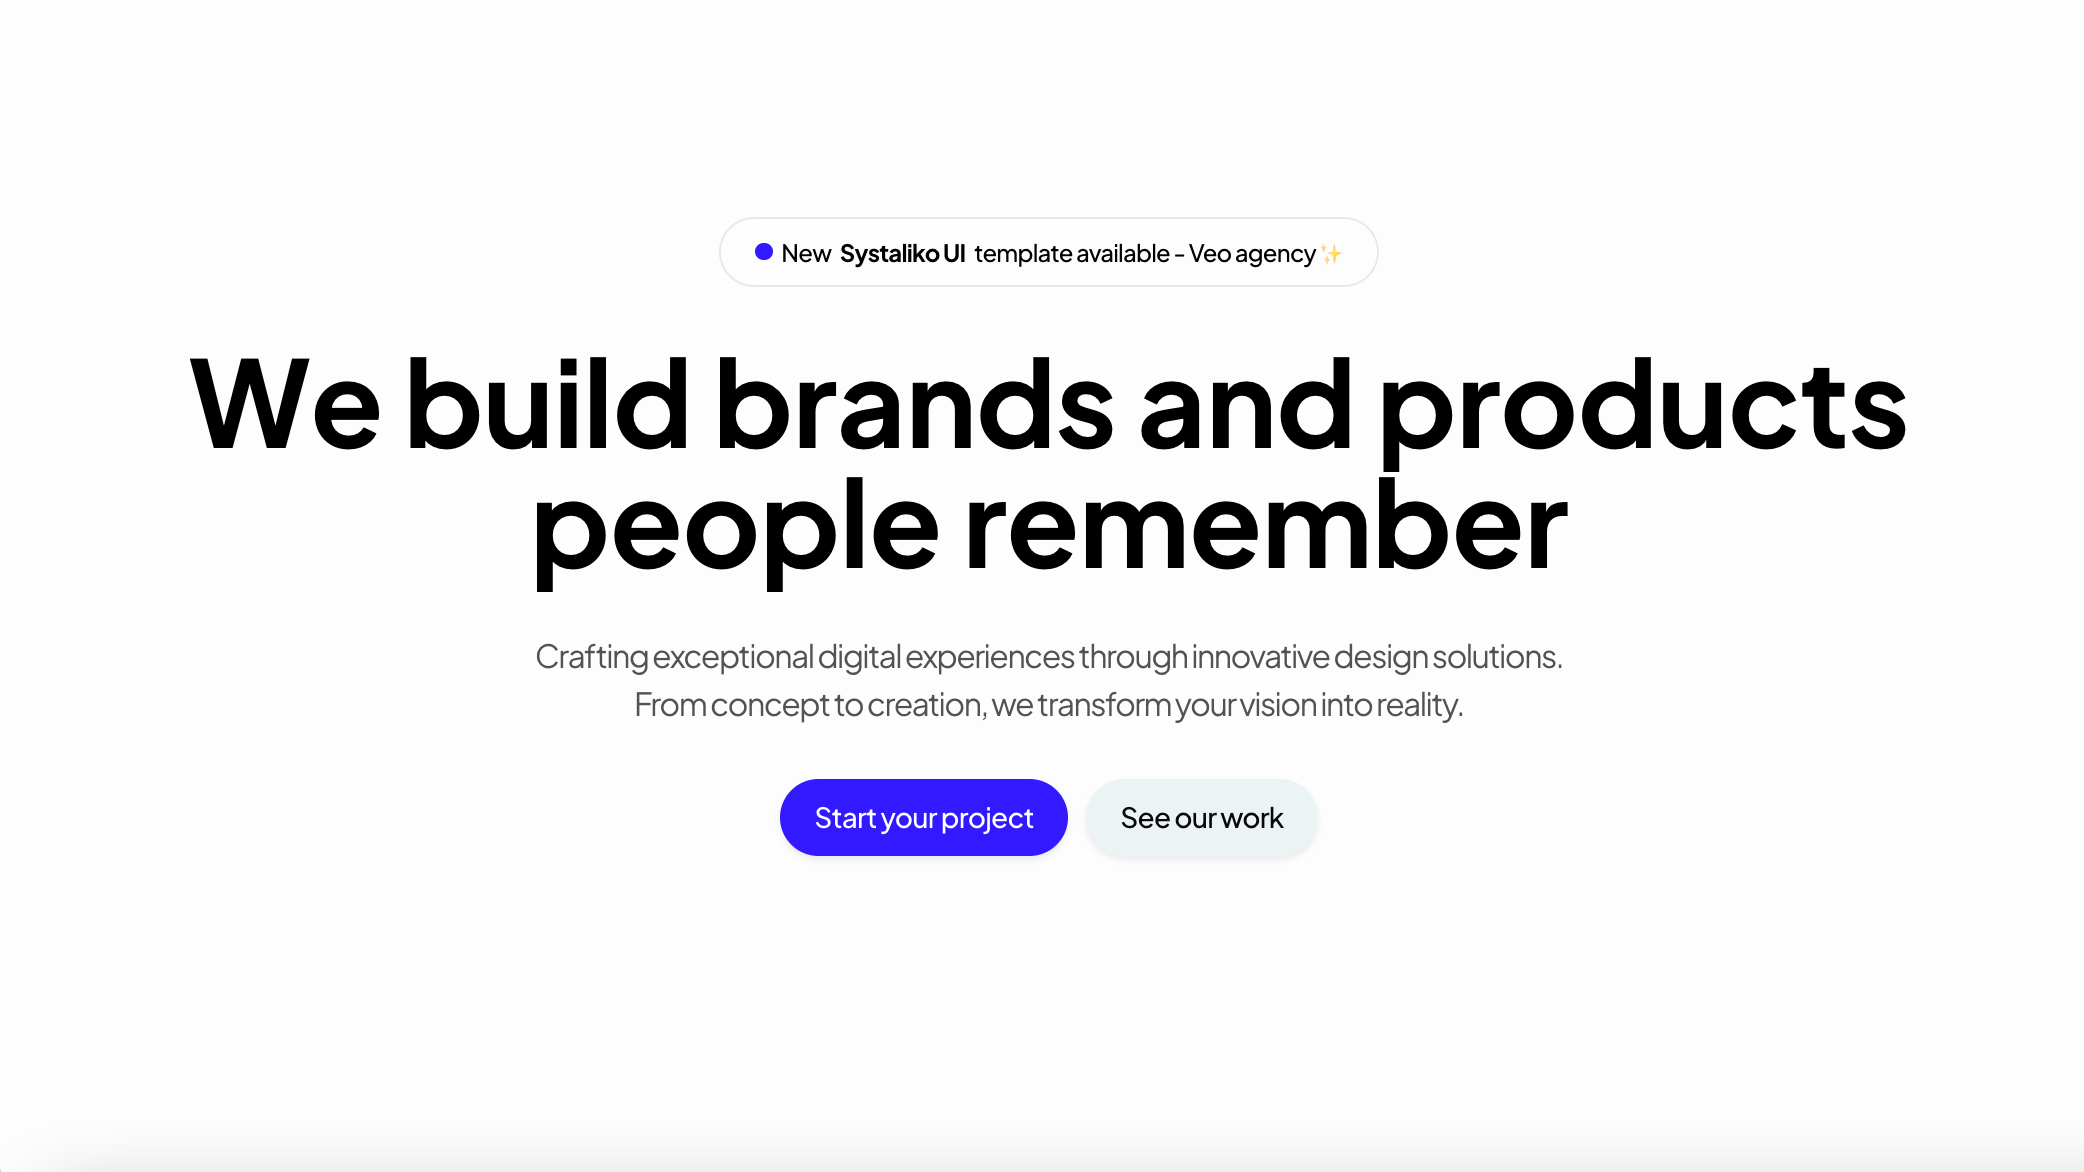 New Systaliko UI template available - Veo agency ✨
We build brands and products
people remember
Crafting exceptional digital experiences through innovative design solutions.
From concept to creation, we transform your vision into reality.
Start your project
See our work